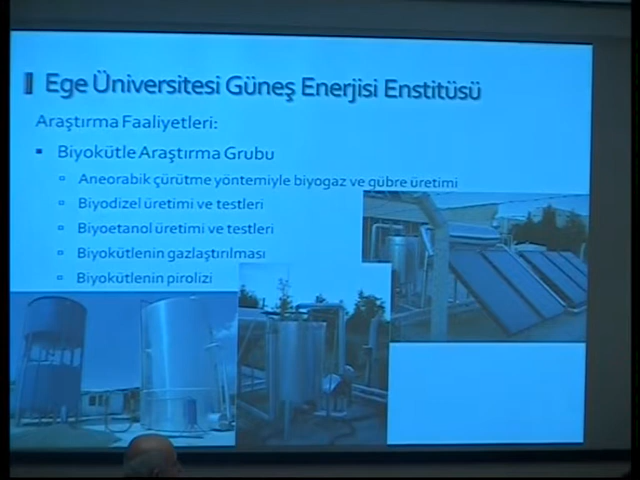 Ege Üniversitesi Güneş Enerjisi Enstitüsü
Araştırma Faaliyetleri:
Biyokütle Araştırma Grubu
Aneorabik çürütme yöntemiyle biyogaz ve gübre üretimi
Biyodizel üretimi ve testleri
Biyoetanol üretimi ve testleri
Biyokütlenin gazlaştırılması
Biyokütlenin pirolizi